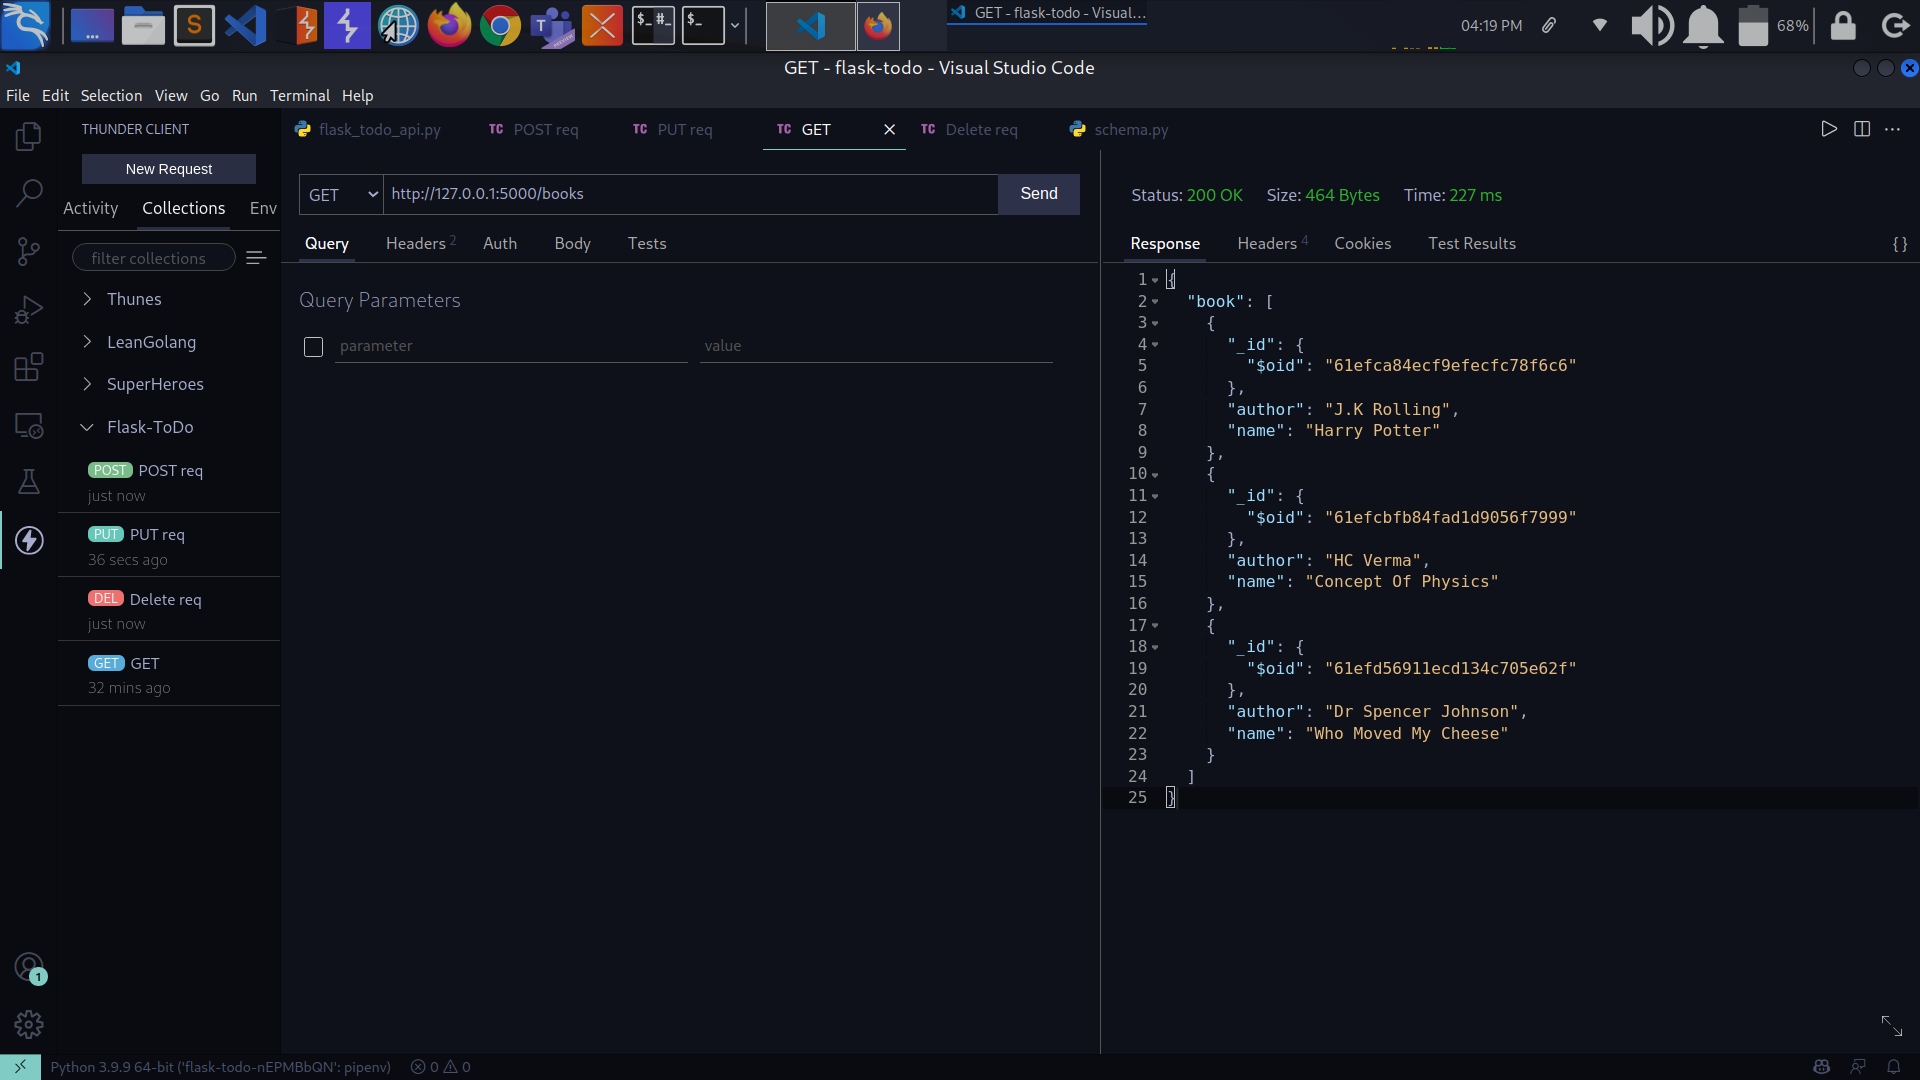 GET - flask-todo - Visual...
04:19 PM
68%
GET - flask-todo - Visual Studio Code
File Edit Selection View Go Run Terminal Help
THUNDER CLIENT
New Request
Activity Collections Env
filter collections
Thunes
LeanGolang
SuperHeroes
Flask-ToDo
POST POST req
just now
PUT PUT req
36 secs ago
DEL Delete req
just now
GET GET
32 mins ago
flask_todo_api.py TC POST req TC PUT req TC GET TC Delete req schema.py
GET http://127.0.0.1:5000/books Send
Query Headers 2 Auth Body Tests
Query Parameters
parameter value
Status: 200 OK Size: 464 Bytes Time: 227 ms
Response Headers 4 Cookies Test Results { }
1 {
2 "book": [
3 {
4 "_id": {
5 "$oid": "61efca84ecf9efecfc78f6c6"
6 },
7 "author": "J.K Rolling",
8 "name": "Harry Potter"
9 },
10 {
11 "_id": {
12 "$oid": "61efcbfb84fad1d9056f7999"
13 },
14 "author": "HC Verma",
15 "name": "Concept Of Physics"
16 },
17 {
18 "_id": {
19 "$oid": "61efd56911ecd134c705e62f"
20 },
21 "author": "Dr Spencer Johnson",
22 "name": "Who Moved My Cheese"
23 }
24 ]
25 }
1
Python 3.9.9 64-bit ('flask-todo-nEPMBbQN': pipenv) 0 0